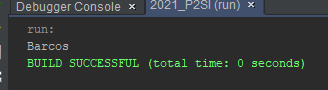 Debugger Console × 2021_P2SI (run) ×
run:
Barcos
BUILD SUCCESSFUL (total time: 0 seconds)